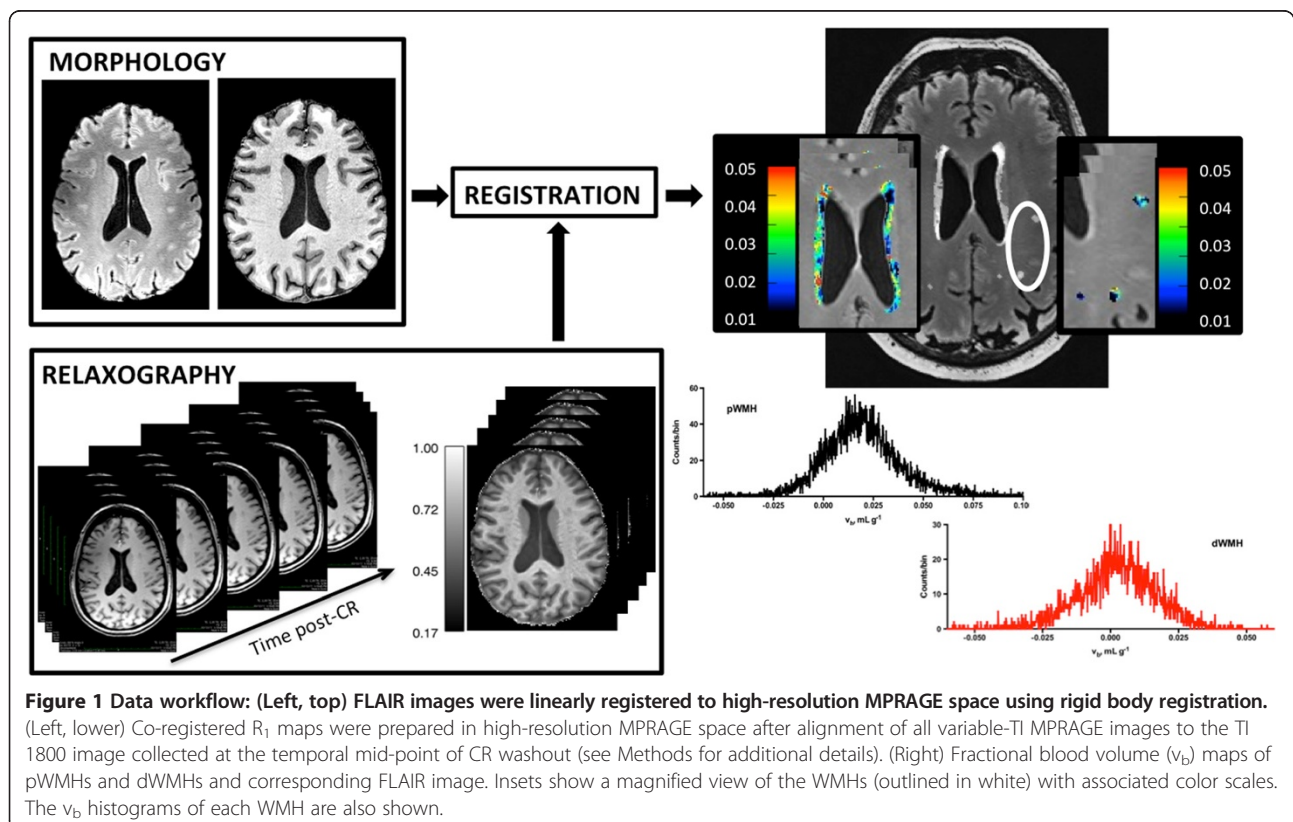 MORPHOLOGY
REGISTRATION
0.05
0.04
0.03
0.02
0.01
0.05
0.04
0.03
0.02
0.01
RELAXOGRAPHY
1.00
0.72
0.45
0.17
Time post-CR
pWMH
Counts/bin
60
40
20
0
-0.050
-0.025
0.000
0.025
0.050
0.10
vb, mL g-1
dWMH
Counts/bin
30
20
10
0
-0.050
-0.025
0.000
0.025
0.050
vb, mL g-1
Figure 1 Data workflow: (Left, top) FLAIR images were linearly registered to high-resolution MPRAGE space using rigid body registration.
(Left, lower) Co-registered R1 maps were prepared in high-resolution MPRAGE space after alignment of all variable-TI MPRAGE images to the TI
1800 image collected at the temporal mid-point of CR washout (see Methods for additional details). (Right) Fractional blood volume (vb) maps of
pWMHs and dWMHs and corresponding FLAIR image. Insets show a magnified view of the WMHs (outlined in white) with associated color scales.
The vb histograms of each WMH are also shown.